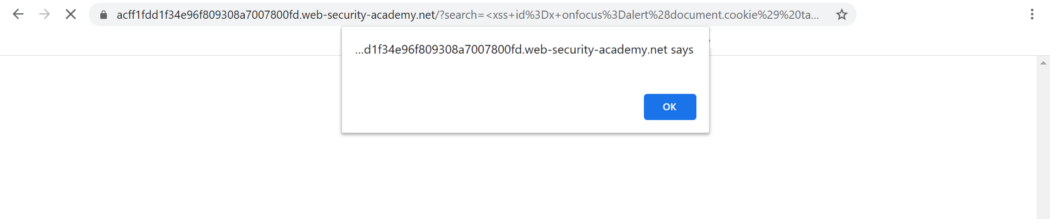 acff1fdd1f34e96f809308a7007800fd.web-security-academy.net/?search=<xss+id%3Dx+onfocus%3Dalert%28document.cookie%29%20ta...
...d1f34e96f809308a7007800fd.web-security-academy.net says
OK